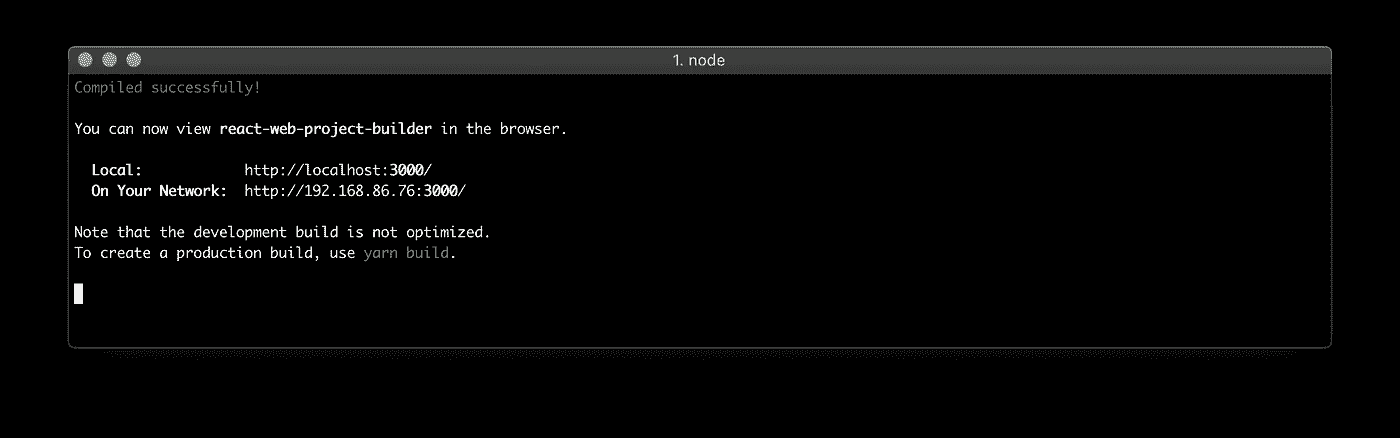 1. node
Compiled successfully!
You can now view react-web-project-builder in the browser.
Local: http://localhost:3000/
On Your Network: http://192.168.86.76:3000/
Note that the development build is not optimized.
To create a production build, use yarn build.